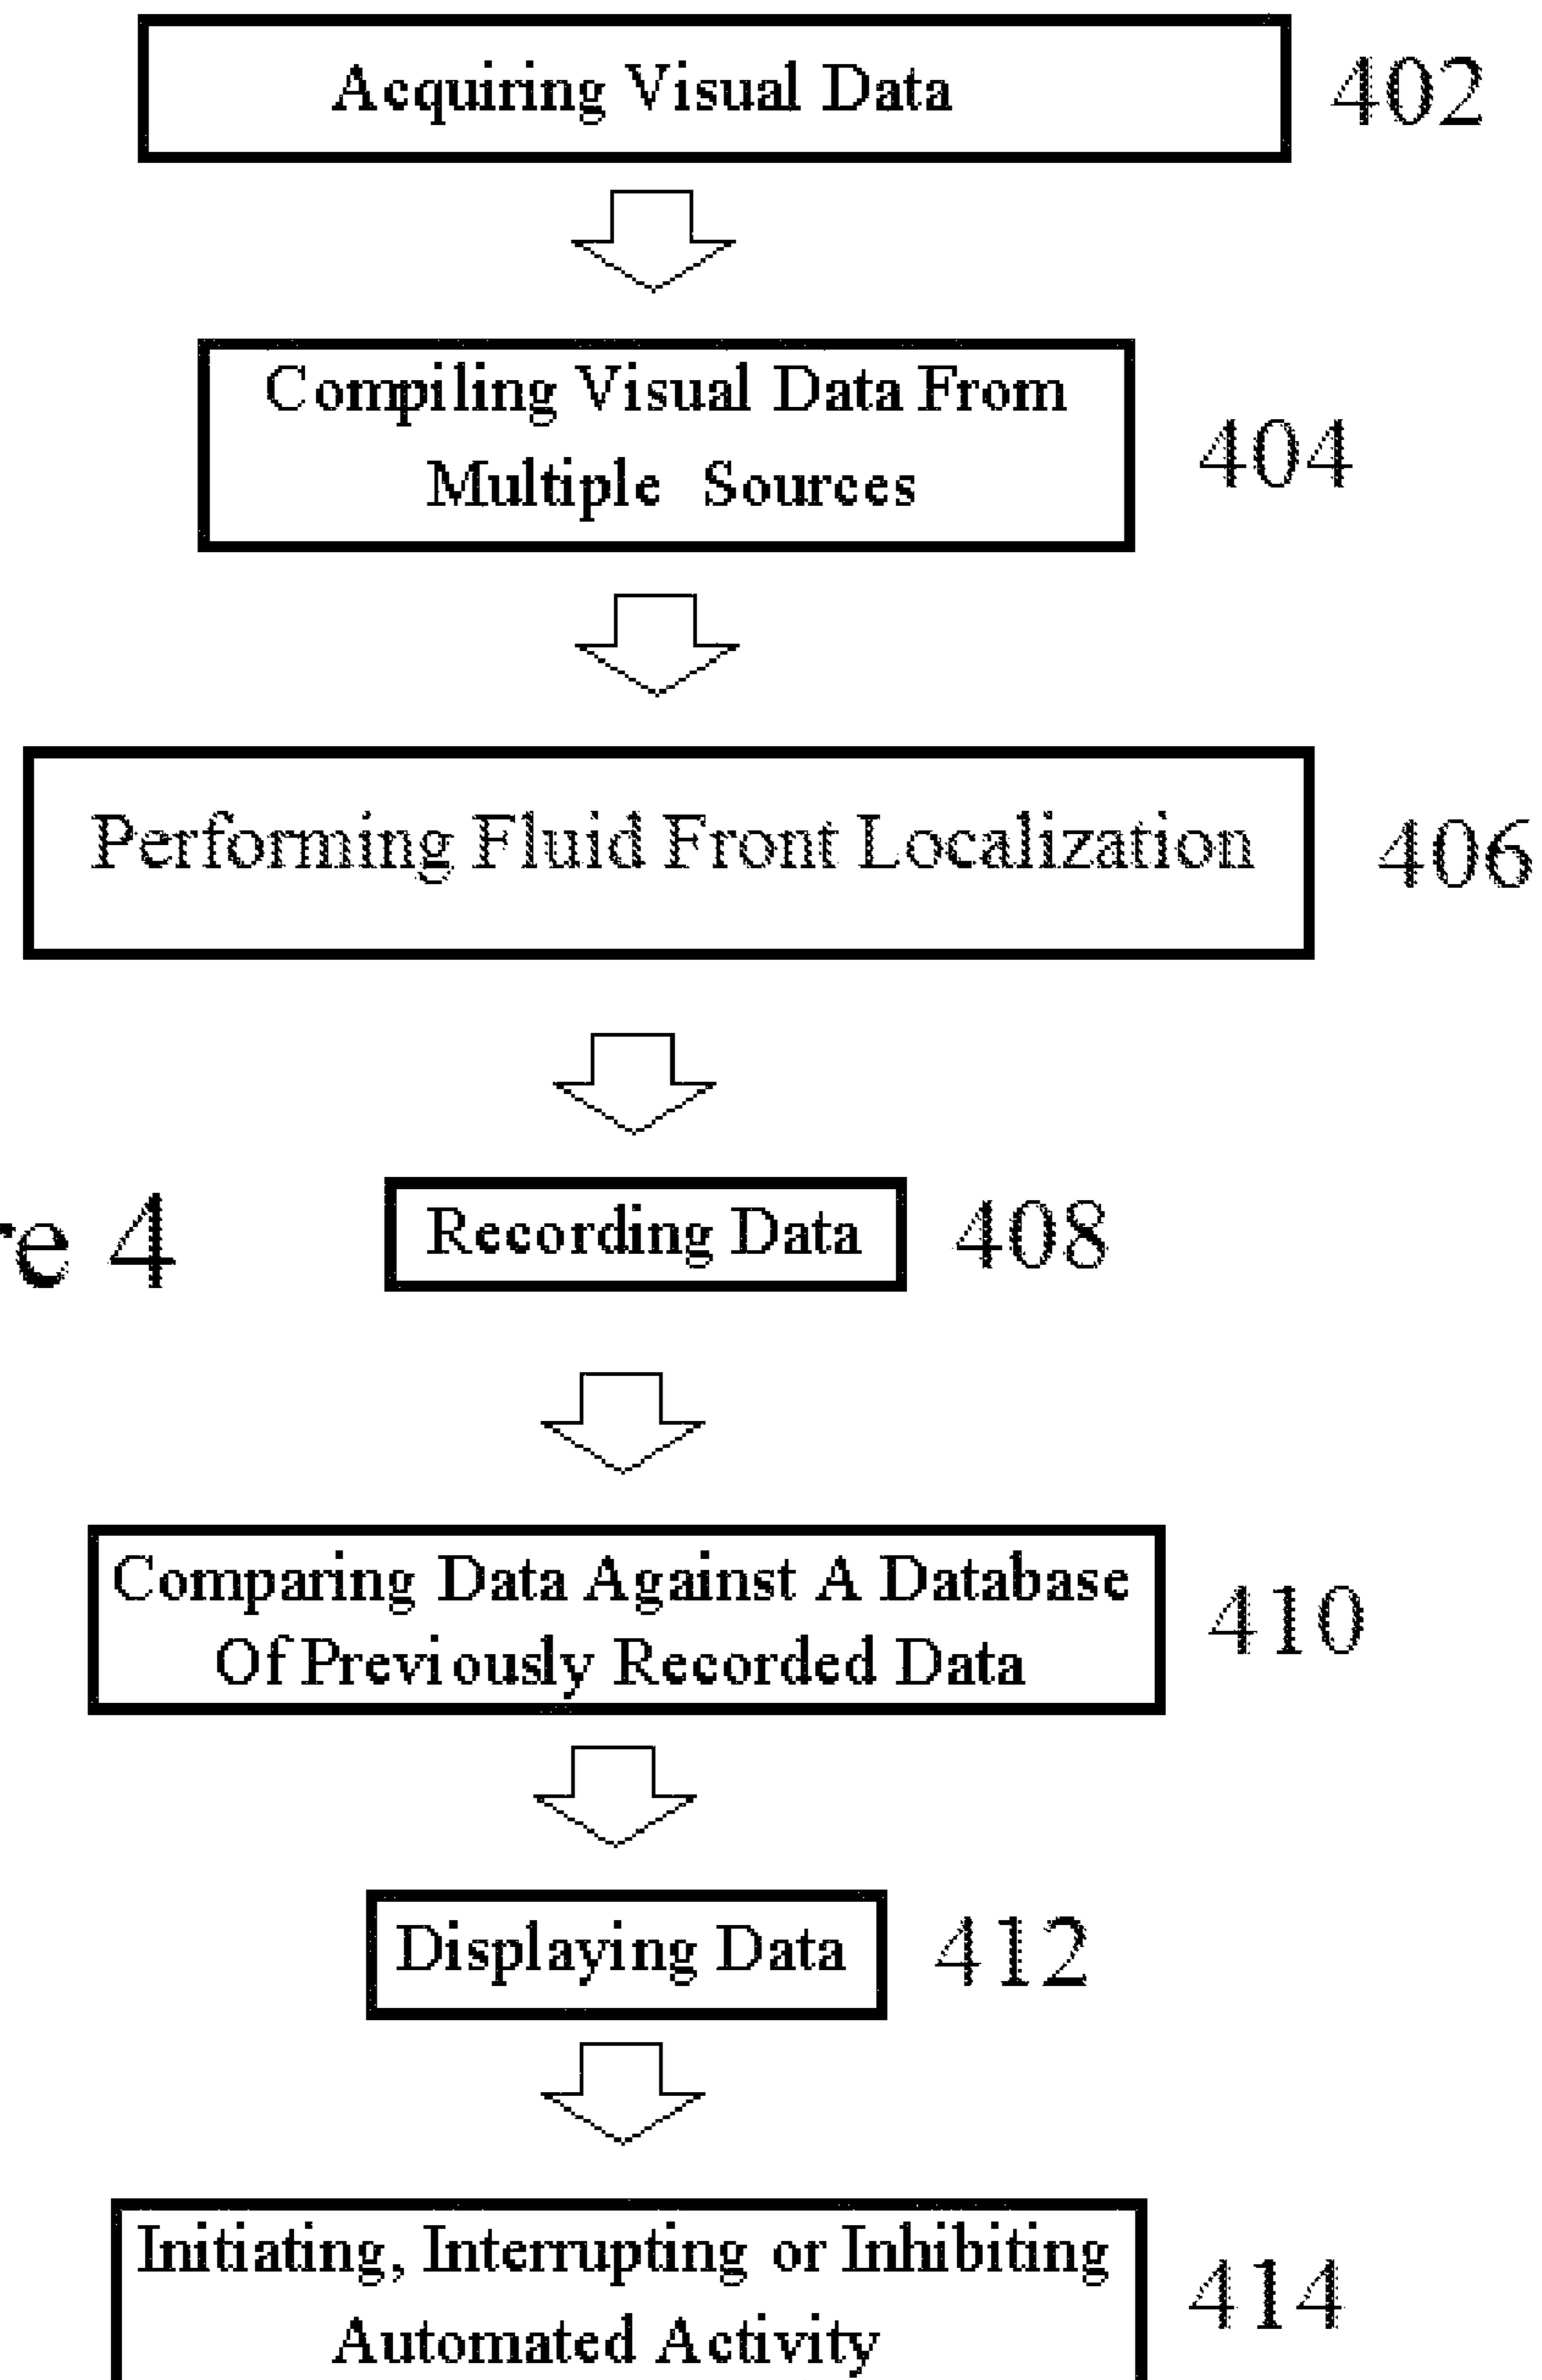 Acquiring Visual Data
402
Compiling Visual Data From
Multiple Sources
404
Performing Fluid Front Localization
406
re 4
Recording Data
408
Comparing Data Against A Database
Of Previously Recorded Data
410
Displaying Data
412
Initiating, Interrupting or Inhibiting
Automated Activity
414